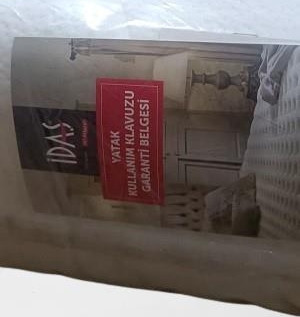 İDAŞ
YATAK
KULLANIM KLAVUZU
GARANTİ BELGESİ